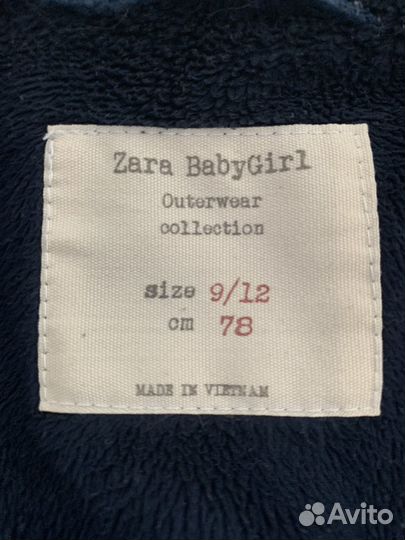 Zara BabyGirl
Outerwear
collection
size 9/12
cm 78
MADE IN VIETNAM
Avito